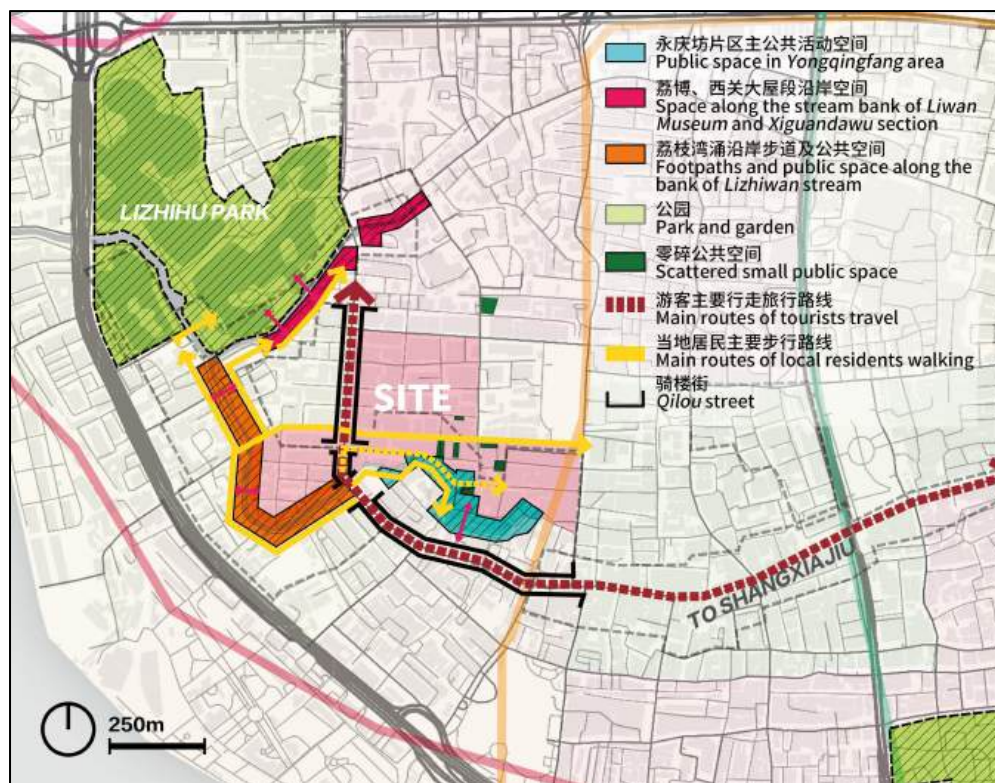 永庆坊片区主公共活动空间
Public space in Yongqingfang area
荔博、西关大屋段沿岸空间
Space along the stream bank of Liwan
Museum and Xiguandawu section
荔枝湾涌沿岸步道及公共空间
Footpaths and public space along the
bank of Lizhiwan stream
公园
Park and garden
零碎公共空间
Scattered small public space
游客主要行走旅行路线
Main routes of tourists travel
当地居民主要步行路线
Main routes of local residents walking
骑楼街
Qilou street
LIZHIHU PARK
SITE
TO SHANGXIAJIU
250m